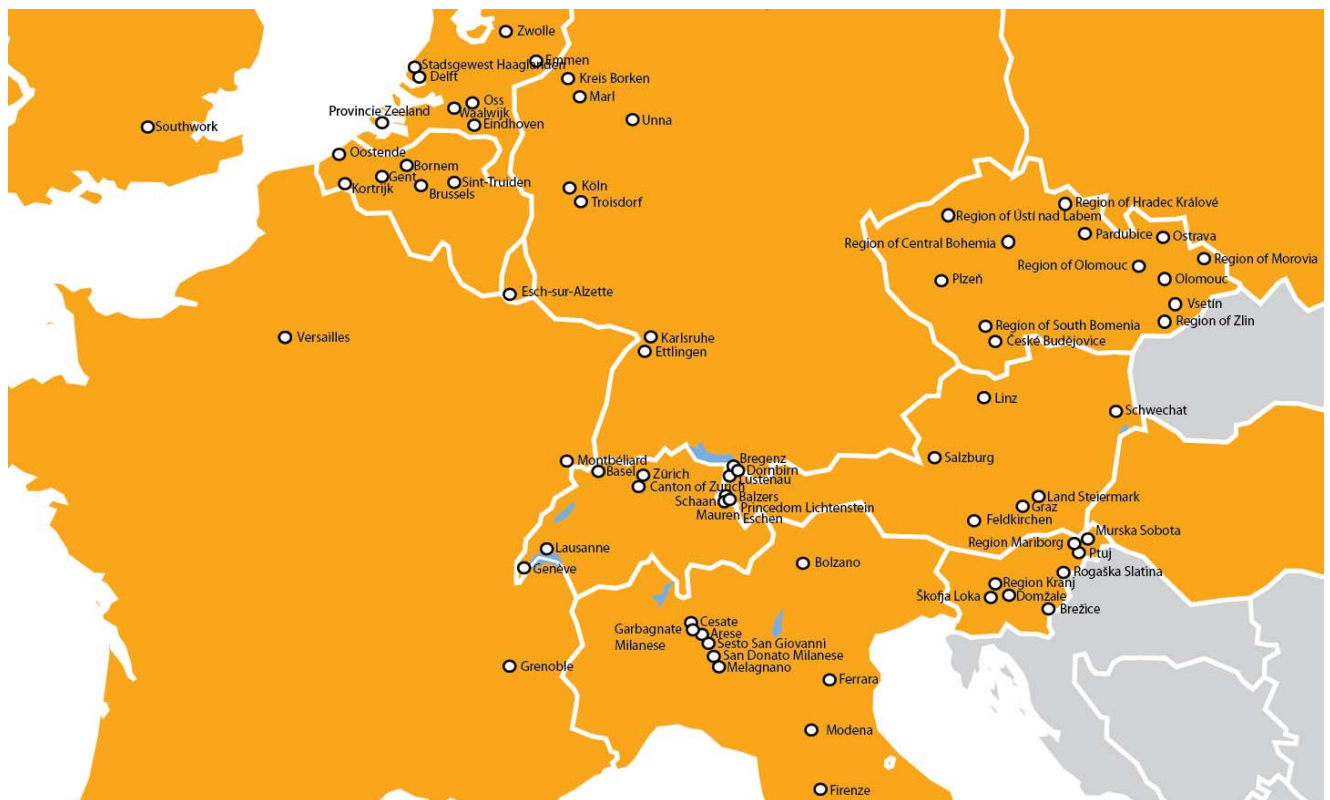 Zwolle
Emmen
Stadsgewest Haaglanden
Delft
Kreis Borken
Marl
Oss
Waalwijk
Provincie Zeeland
Eindhoven
Unna
Southwork
Oostende
Bornem
Gent
Kortrijk
Brussels
Sint-Truiden
Köln
Troisdorf
Region of Hradec Králové
Region of Ústí nad Labem
Pardubice
Ostrava
Region of Central Bohemia
Region of Morovia
Region of Olomouc
Olomouc
Plzeň
Esch-sur-Alzette
Vsetín
Region of Zlin
Region of South Bomenia
České Budějovice
Versailles
Karlsruhe
Ettlingen
Linz
Schwechat
Montbéliard
Basel
Zürich
Canton of Zurich
Bregenz
Dornbirn
Lustenau
Salzburg
Schaan
Balzers
Princedom Lichtenstein
Mauren
Eschen
Land Steiermark
Graz
Feldkirchen
Murska Sobota
Region Mariborg
Ptuj
Lausanne
Genève
Bolzano
Rogaška Slatina
Region Kranj
Škofja Loka
Domžale
Brežice
Cesate
Garbagnate
Milanese
Arese
Sesto San Giovanni
San Donato Milanese
Melagnano
Grenoble
Ferrara
Modena
Firenze